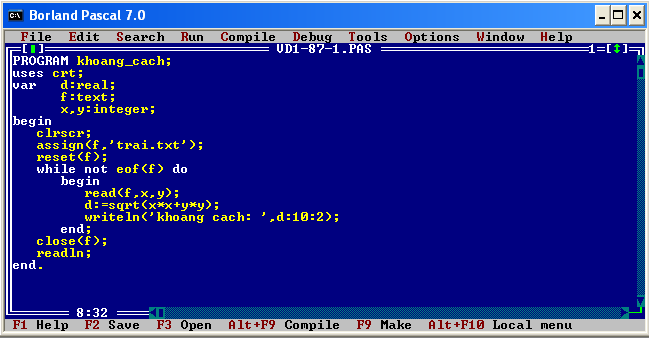 Borland Pascal 7.0
File Edit Search Run Compile Debug Tools Options Window Help
[■] VD1-87-1.PAS 1=[↕]
PROGRAM khoang_cach;
uses crt;
var d:real;
f:text;
x,y:integer;
begin
clrscr;
assign(f,'trai.txt');
reset(f);
while not eof(f) do
begin
read(f,x,y);
d:=sqrt(x*x+y*y);
writeln('khoang cach: ',d:10:2);
end;
close(f);
readln;
end.
8:32
F1 Help F2 Save F3 Open Alt+F9 Compile F9 Make Alt+F10 Local menu